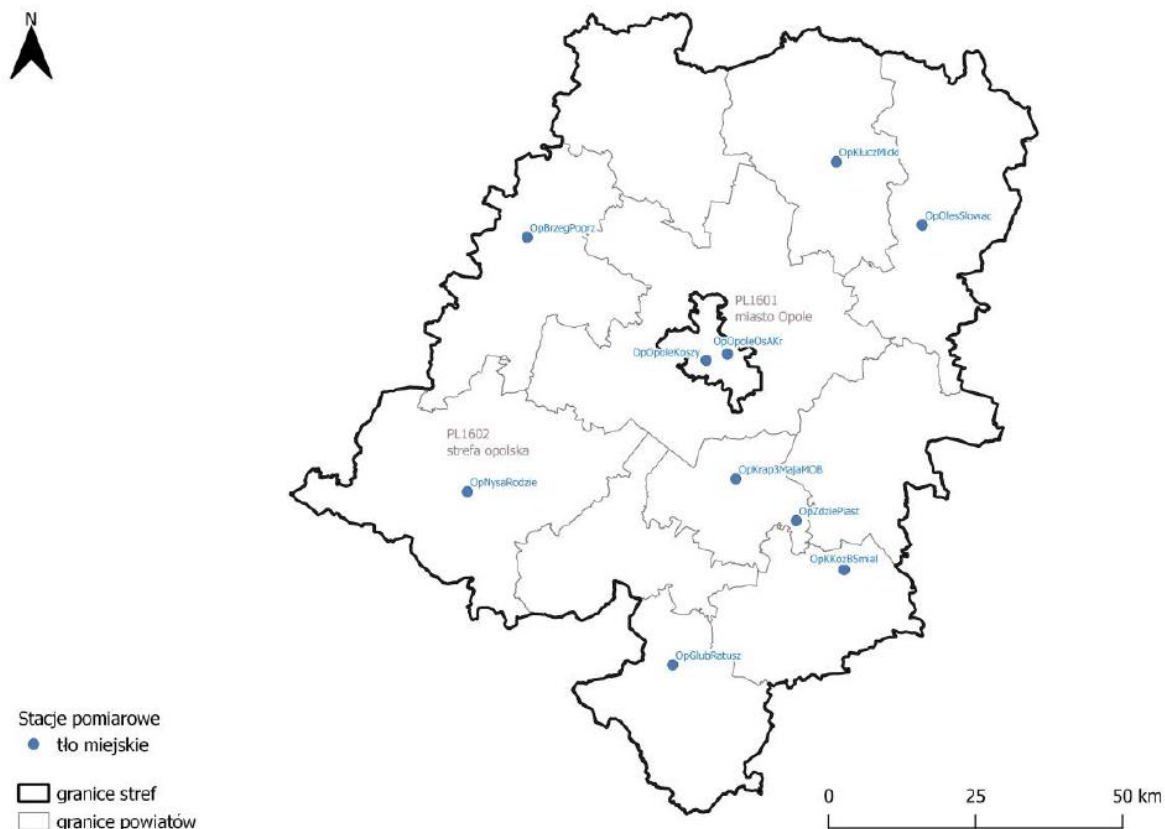 N
OpKluczMicki
OpOlesSlowac
OpBrzegPoprz
PL1601
miasto Opole
OpOpoleOsAKr
OpOpoleKoszy
PL1602
strefa opolska
OpKrap3MajaMOB
OpNysaRodzie
OpZdziePiast
OpKKozBSmial
OpGlubRatusz
Stacje pomiarowe
tło miejskie
granice stref
granice powiatów
0 25 50 km